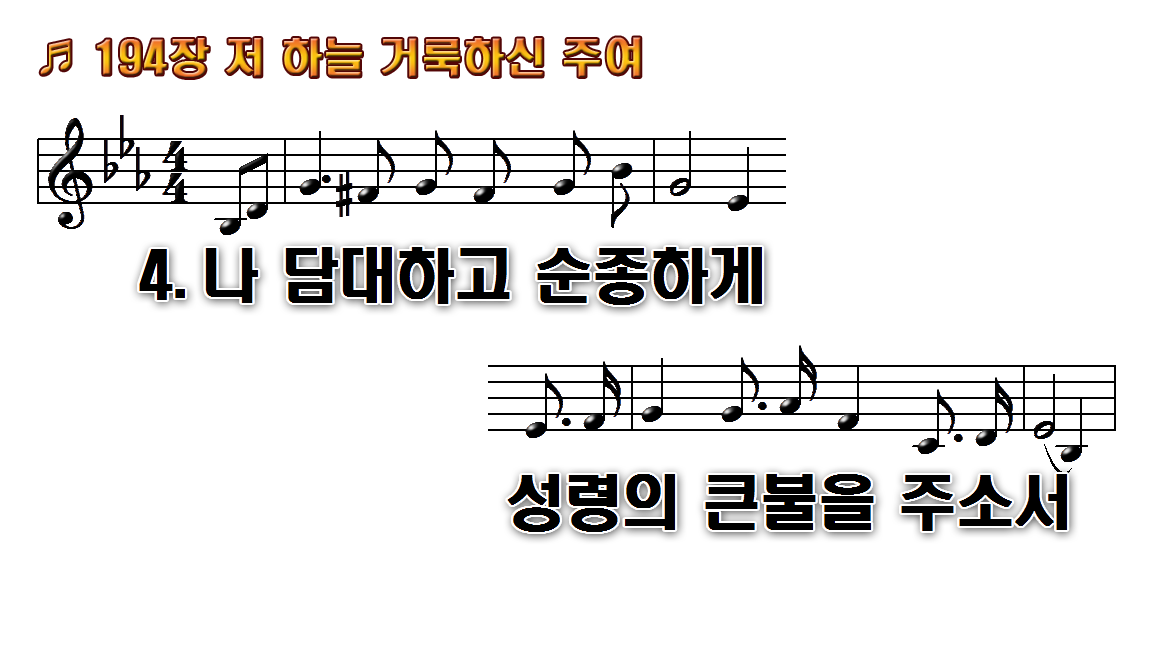 ♬ 194장 저 하늘 거룩하신 주여
4. 나 담대하고 순종하게
성령의 큰불을 주소서